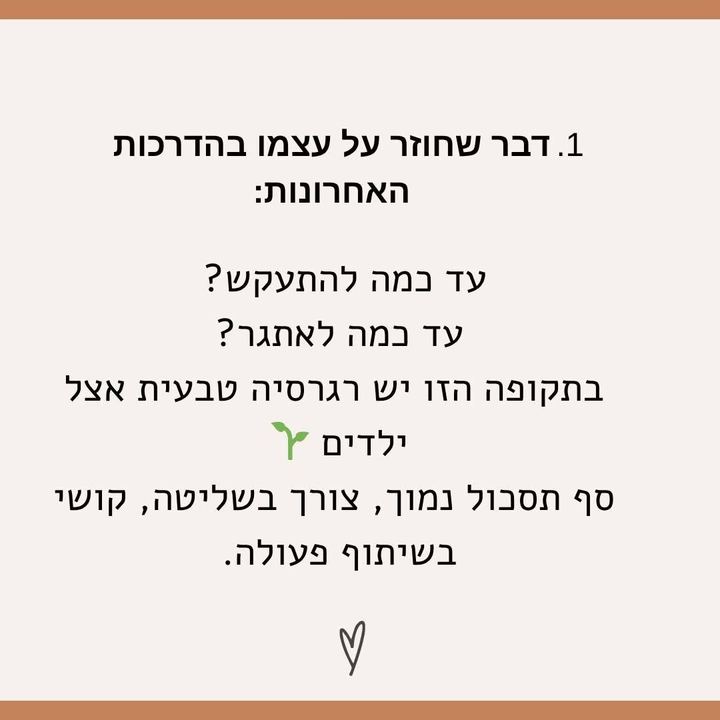 1. דבר שחוזר על עצמו בהדרכות
האחרונות:
עד כמה להתעקש?
עד כמה לאתגר?
בתקופה הזו יש רגרסיה טבעית אצל
ילדים 🌱
סף תסכול נמוך, צורך בשליטה, קושי
בשיתוף פעולה.